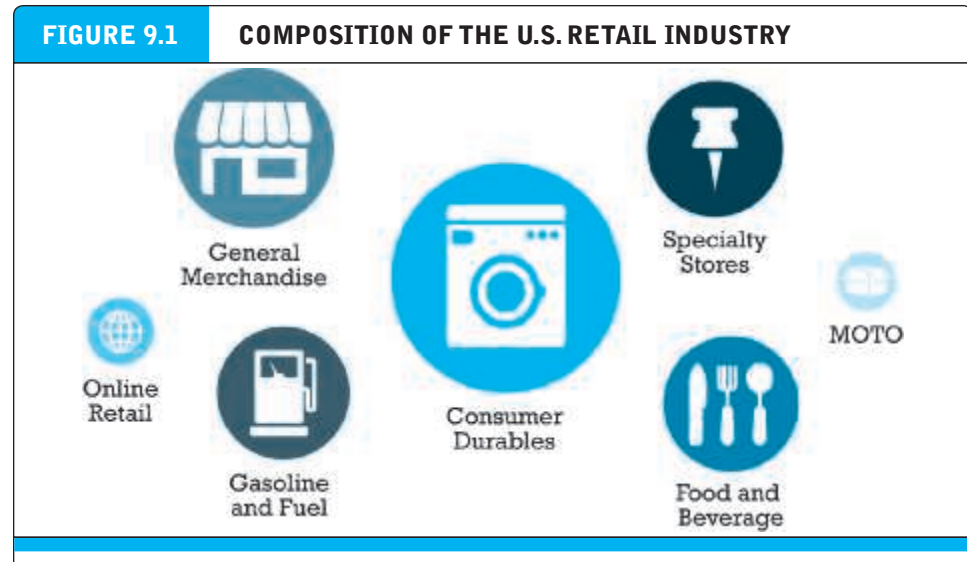 FIGURE 9.1
COMPOSITION OF THE U.S. RETAIL INDUSTRY
General
Merchandise
Specialty
Stores
MOTO
Online
Retail
Consumer
Durables
Gasoline
and Fuel
Food and
Beverage